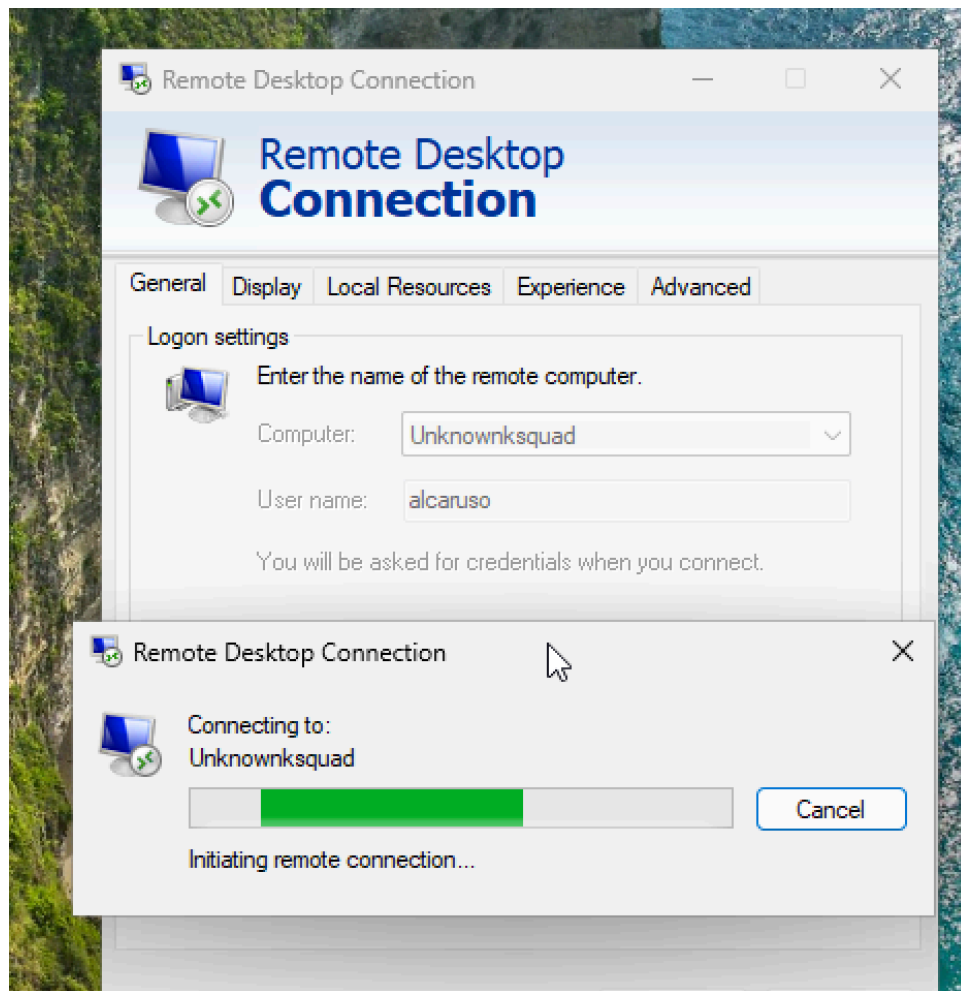 Remote Desktop Connection
Remote Desktop
Connection
General Display Local Resources Experience Advanced
Logon settings
Enter the name of the remote computer.
Computer: Unknownksquad
User name: alcaruso
You will be asked for credentials when you connect.
Remote Desktop Connection
Connecting to:
Unknownksquad
Cancel
Initiating remote connection...